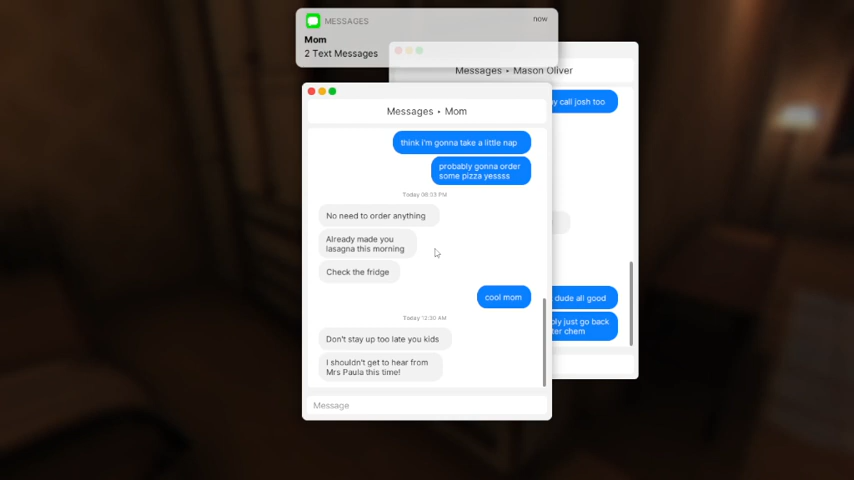 MESSAGES
now
Mom
2 Text Messages
Messages • Mason Oliver
call josh too
Messages • Mom
think i'm gonna take a little nap
probably gonna order
some pizza yessss
Today 06:03 PM
No need to order anything
Already made you
lasagna this morning
Check the fridge
cool mom
dude all good
just go back
chem
Today 12:30 AM
Don't stay up too late you kids
I shouldn't get to hear from
Mrs Paula this time!
Message